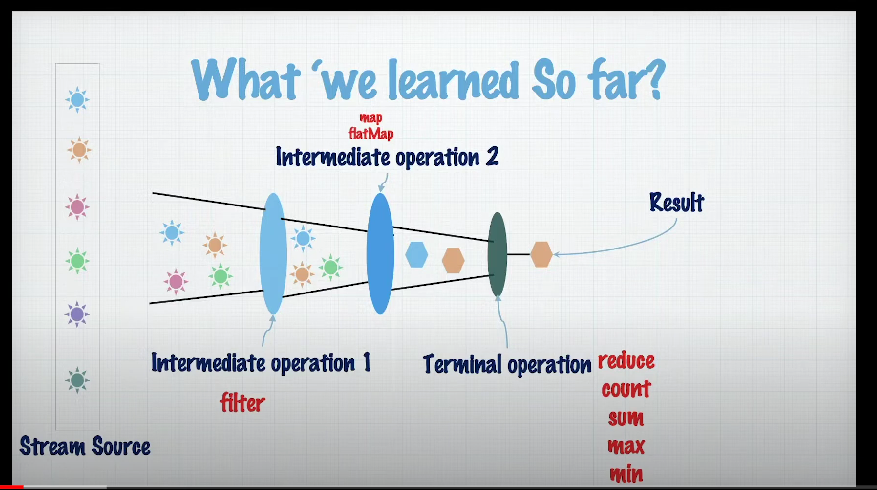 What ‘we learned So far?
map
flatMap
Intermediate operation 2
Result
Intermediate operation 1
filter
Terminal operation
reduce
count
sum
max
min
Stream Source